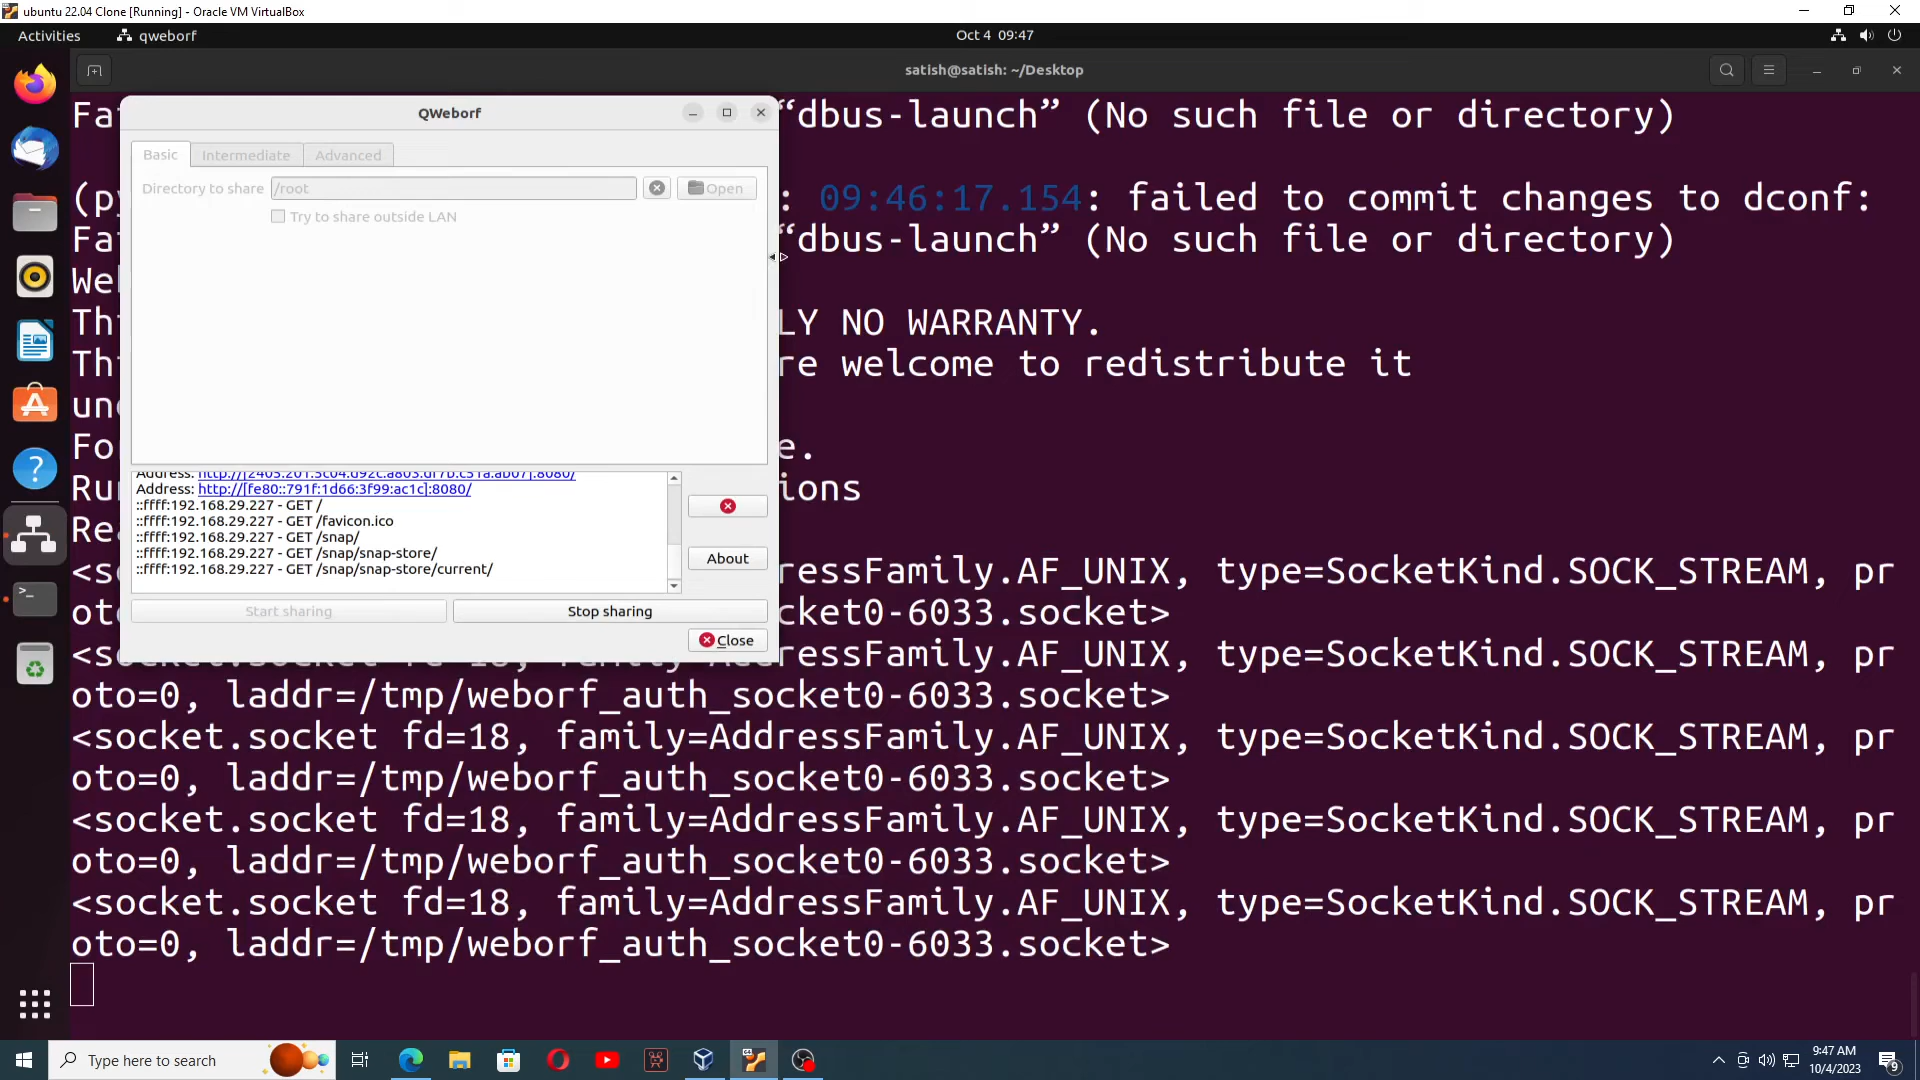 ubuntu 22.04 Clone [Running] - Oracle VM VirtualBox
Activities
qweborf
Oct 4 09:47
satish@satish: ~/Desktop
Fa
“dbus-launch” (No such file or directory)
(py
: 09:46:17.154: failed to commit changes to dconf:
Fa
“dbus-launch” (No such file or directory)
We
Thi
LY NO WARRANTY.
Thi
re welcome to redistribute it
und
For
e.
Run
ions
Rea
<so
ressFamily.AF_UNIX, type=SocketKind.SOCK_STREAM, pr
oto
cket0-6033.socket>
ressFamily.AF_UNIX, type=SocketKind.SOCK_STREAM, pr
oto=0, laddr=/tmp/weborf_auth_socket0-6033.socket>
<socket.socket fd=18, family=AddressFamily.AF_UNIX, type=SocketKind.SOCK_STREAM, pr
oto=0, laddr=/tmp/weborf_auth_socket0-6033.socket>
<socket.socket fd=18, family=AddressFamily.AF_UNIX, type=SocketKind.SOCK_STREAM, pr
oto=0, laddr=/tmp/weborf_auth_socket0-6033.socket>
<socket.socket fd=18, family=AddressFamily.AF_UNIX, type=SocketKind.SOCK_STREAM, pr
oto=0, laddr=/tmp/weborf_auth_socket0-6033.socket>
QWeborf
Basic
Intermediate
Advanced
Directory to share
/root
Open
Try to share outside LAN
Address:
Address: http://[fe80::791f:1d66:3f99:ac1c]:8080/
::ffff:192.168.29.227 - GET /
::ffff:192.168.29.227 - GET /favicon.ico
::ffff:192.168.29.227 - GET /snap/
::ffff:192.168.29.227 - GET /snap/snap-store/
::ffff:192.168.29.227 - GET /snap/snap-store/current/
About
Start sharing
Stop sharing
Close
Type here to search
9:47 AM
10/4/2023
9